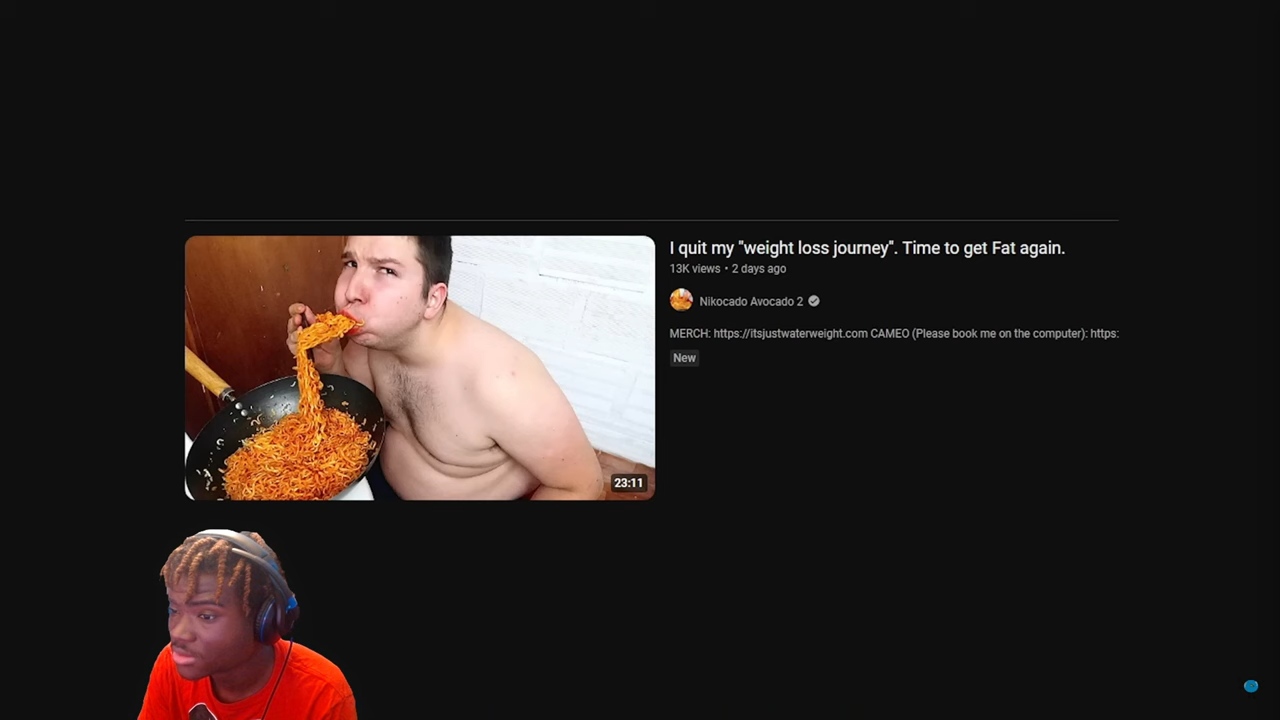 I quit my "weight loss journey". Time to get Fat again.
13K views • 2 days ago
Nikocado Avocado 2
MERCH: https://itsjustwaterweight.com CAMEO (Please book me on the computer): https:
New
23:11